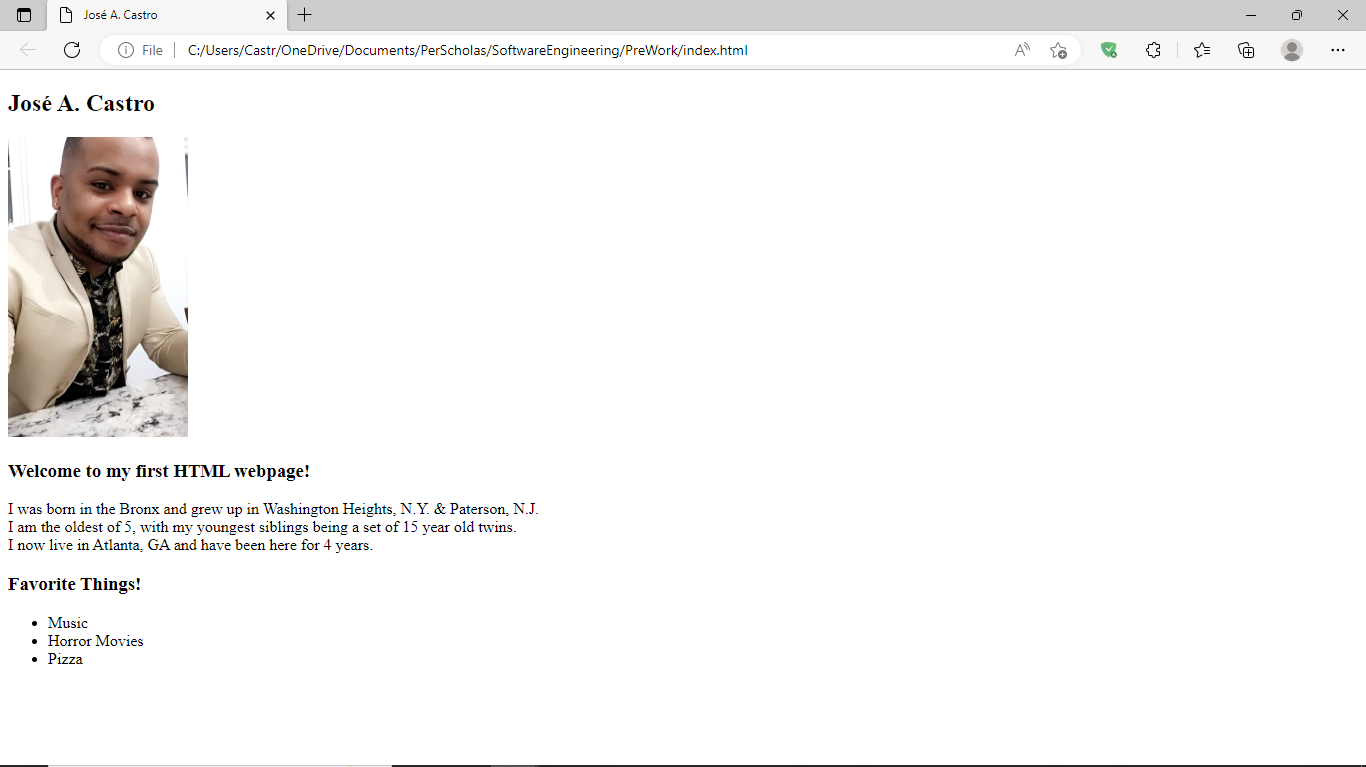 José A. Castro
File C:/Users/Castr/OneDrive/Documents/PerScholas/SoftwareEngineering/PreWork/index.html
José A. Castro
Welcome to my first HTML webpage!
I was born in the Bronx and grew up in Washington Heights, N.Y. & Paterson, N.J.
I am the oldest of 5, with my youngest siblings being a set of 15 year old twins.
I now live in Atlanta, GA and have been here for 4 years.
Favorite Things!
• Music
• Horror Movies
• Pizza